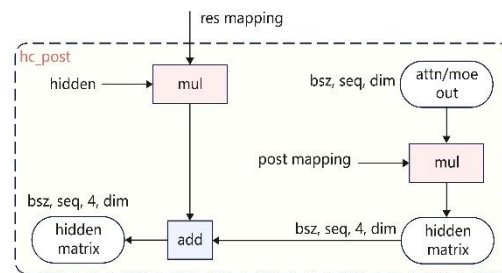 res mapping
hc_post
hidden
mul
bsz, seq, dim
attn/moe
out
post mapping
mul
bsz, seq, 4, dim
hidden
matrix
add
bsz, seq, 4, dim
hidden
matrix